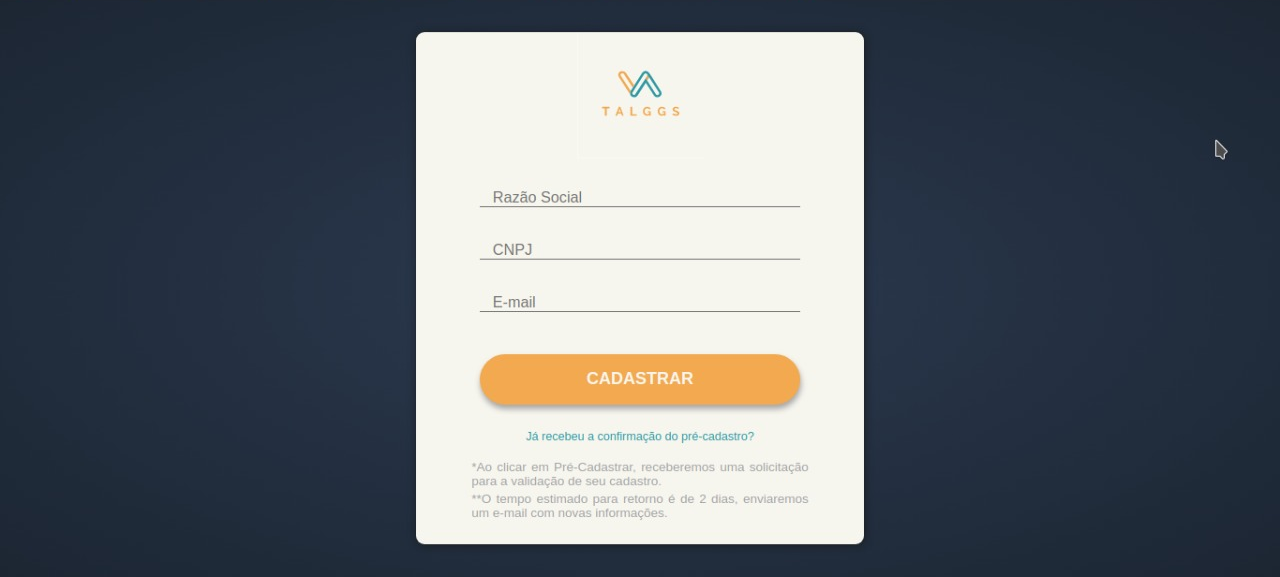 TALGGS
Razão Social
CNPJ
E-mail
CADASTRAR
Já recebeu a confirmação do pré-cadastro?
*Ao clicar em Pré-Cadastrar, receberemos uma solicitação
para a validação de seu cadastro.
**O tempo estimado para retorno é de 2 dias, enviaremos
um e-mail com novas informações.